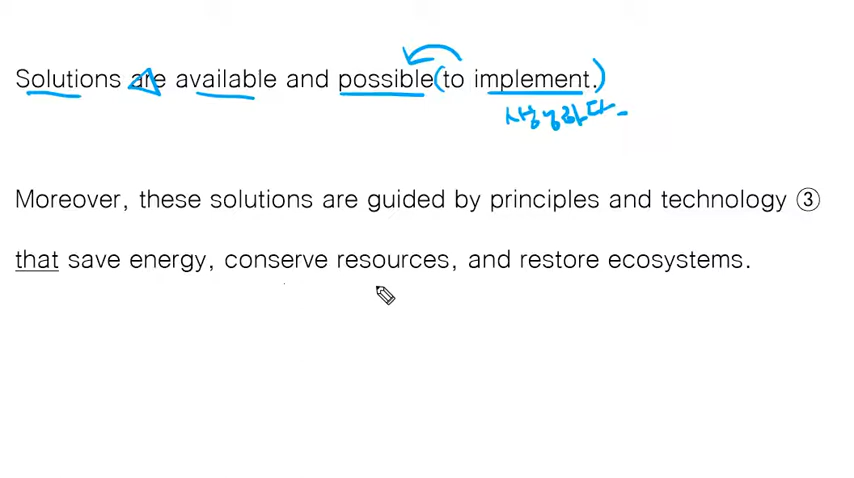 Solutions are available and possible (to implement.)
사행하다.
Moreover, these solutions are guided by principles and technology ③
that save energy, conserve resources, and restore ecosystems.